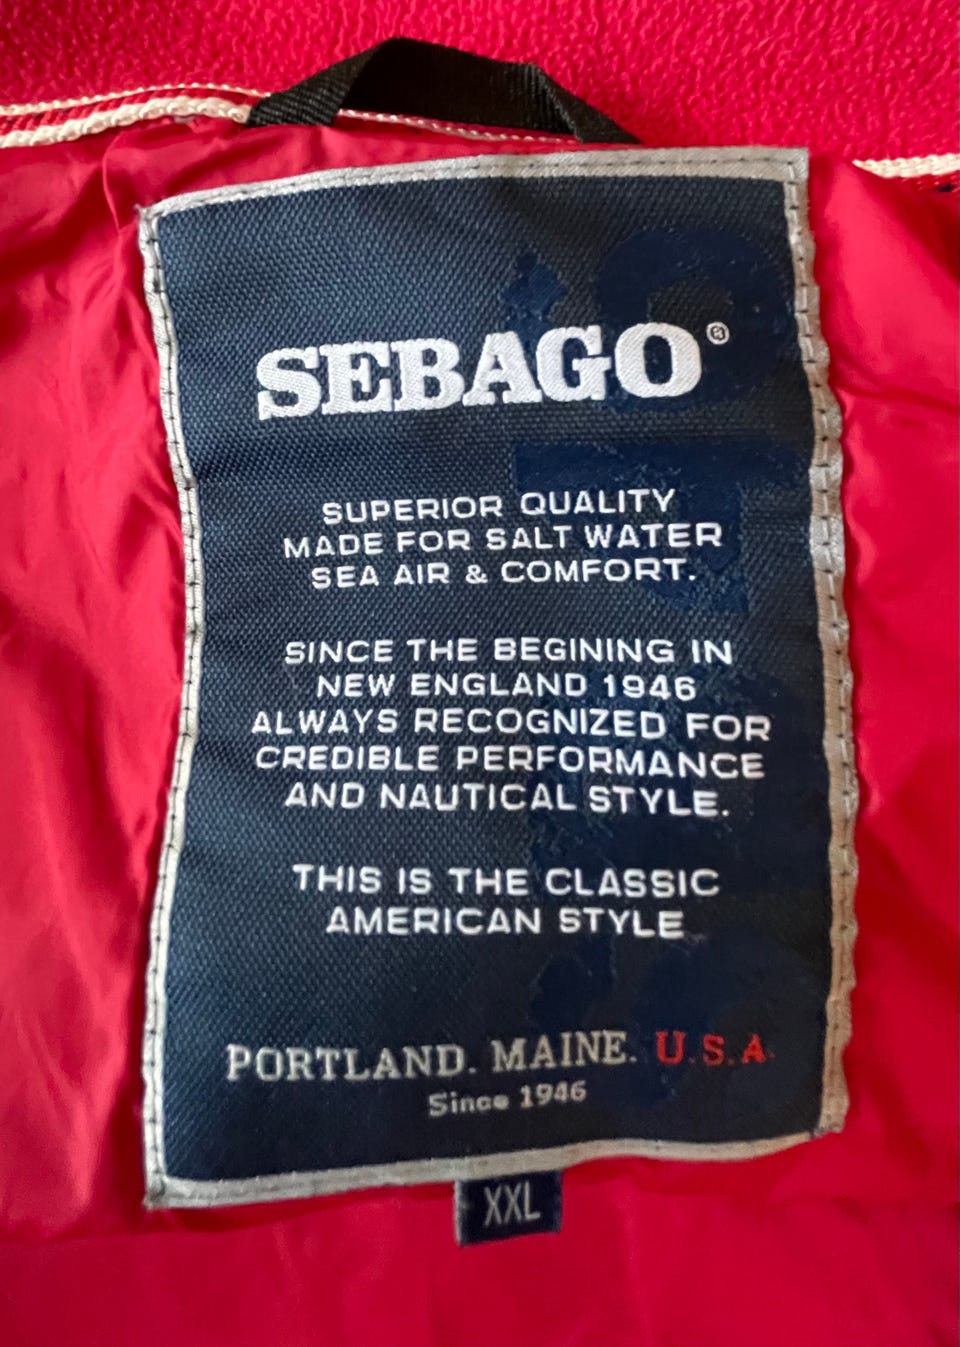 SEBAGO®
SUPERIOR QUALITY
MADE FOR SALT WATER
SEA AIR & COMFORT.
SINCE THE BEGINING IN
NEW ENGLAND 1946
ALWAYS RECOGNIZED FOR
CREDIBLE PERFORMANCE
AND NAUTICAL STYLE.
THIS IS THE CLASSIC
AMERICAN STYLE
PORTLAND. MAINE. U.S.A.
Since 1946
XXL